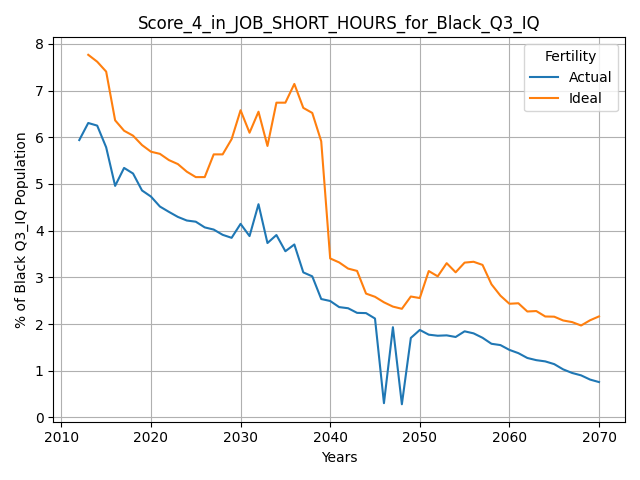 Score_4_in_JOB_SHORT_HOURS_for_Black_Q3_IQ
Fertility
Actual
Ideal
% of Black Q3_IQ Population
8
7
6
5
4
3
2
1
0
2010 2020 2030 2040 2050 2060 2070
Years